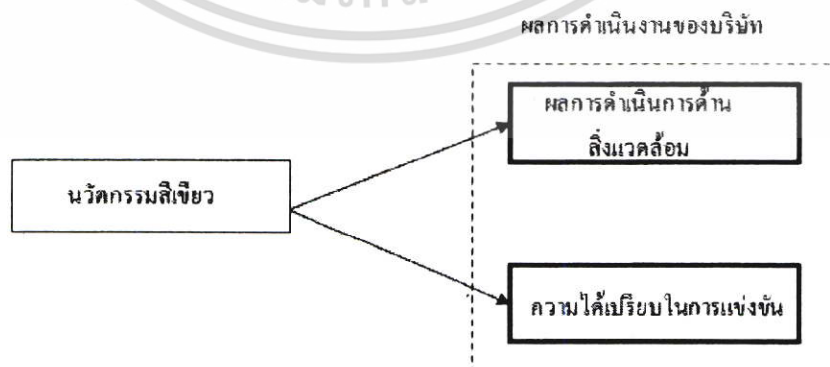 ผลการดำเนินงานของบริษัท
ผลการดำเนินการด้าน
สิ่งแวดล้อม
นวัตกรรมสีเขียว
ความได้เปรียบในการแข่งขัน